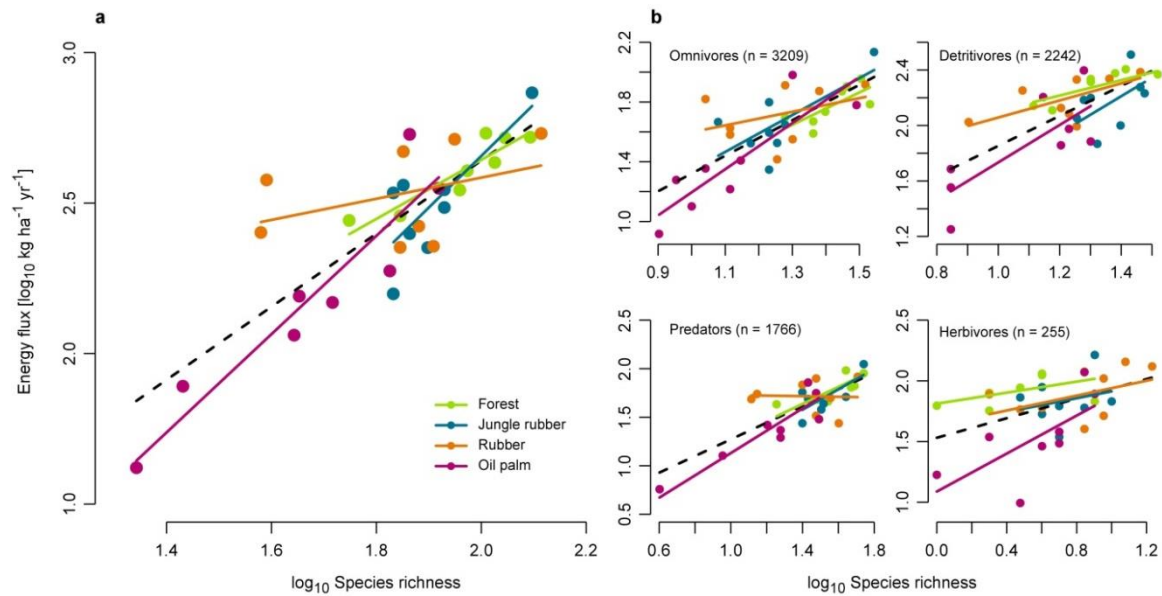 a
Energy flux [log10 kg ha-1 yr-1]
3.0
2.5
2.0
1.5
1.0
Forest
Jungle rubber
Rubber
Oil palm
1.4 1.6 1.8 2.0 2.2
log10 Species richness
b
Omnivores (n = 3209)
2.2
1.8
1.4
1.0
0.9 1.1 1.3 1.5
Detritivores (n = 2242)
2.4
2.0
1.6
1.2
0.8 1.0 1.2 1.4
Predators (n = 1766)
2.5
2.0
1.5
1.0
0.5
0.6 1.0 1.4 1.8
Herbivores (n = 255)
2.5
2.0
1.5
1.0
0.0 0.4 0.8 1.2
log10 Species richness